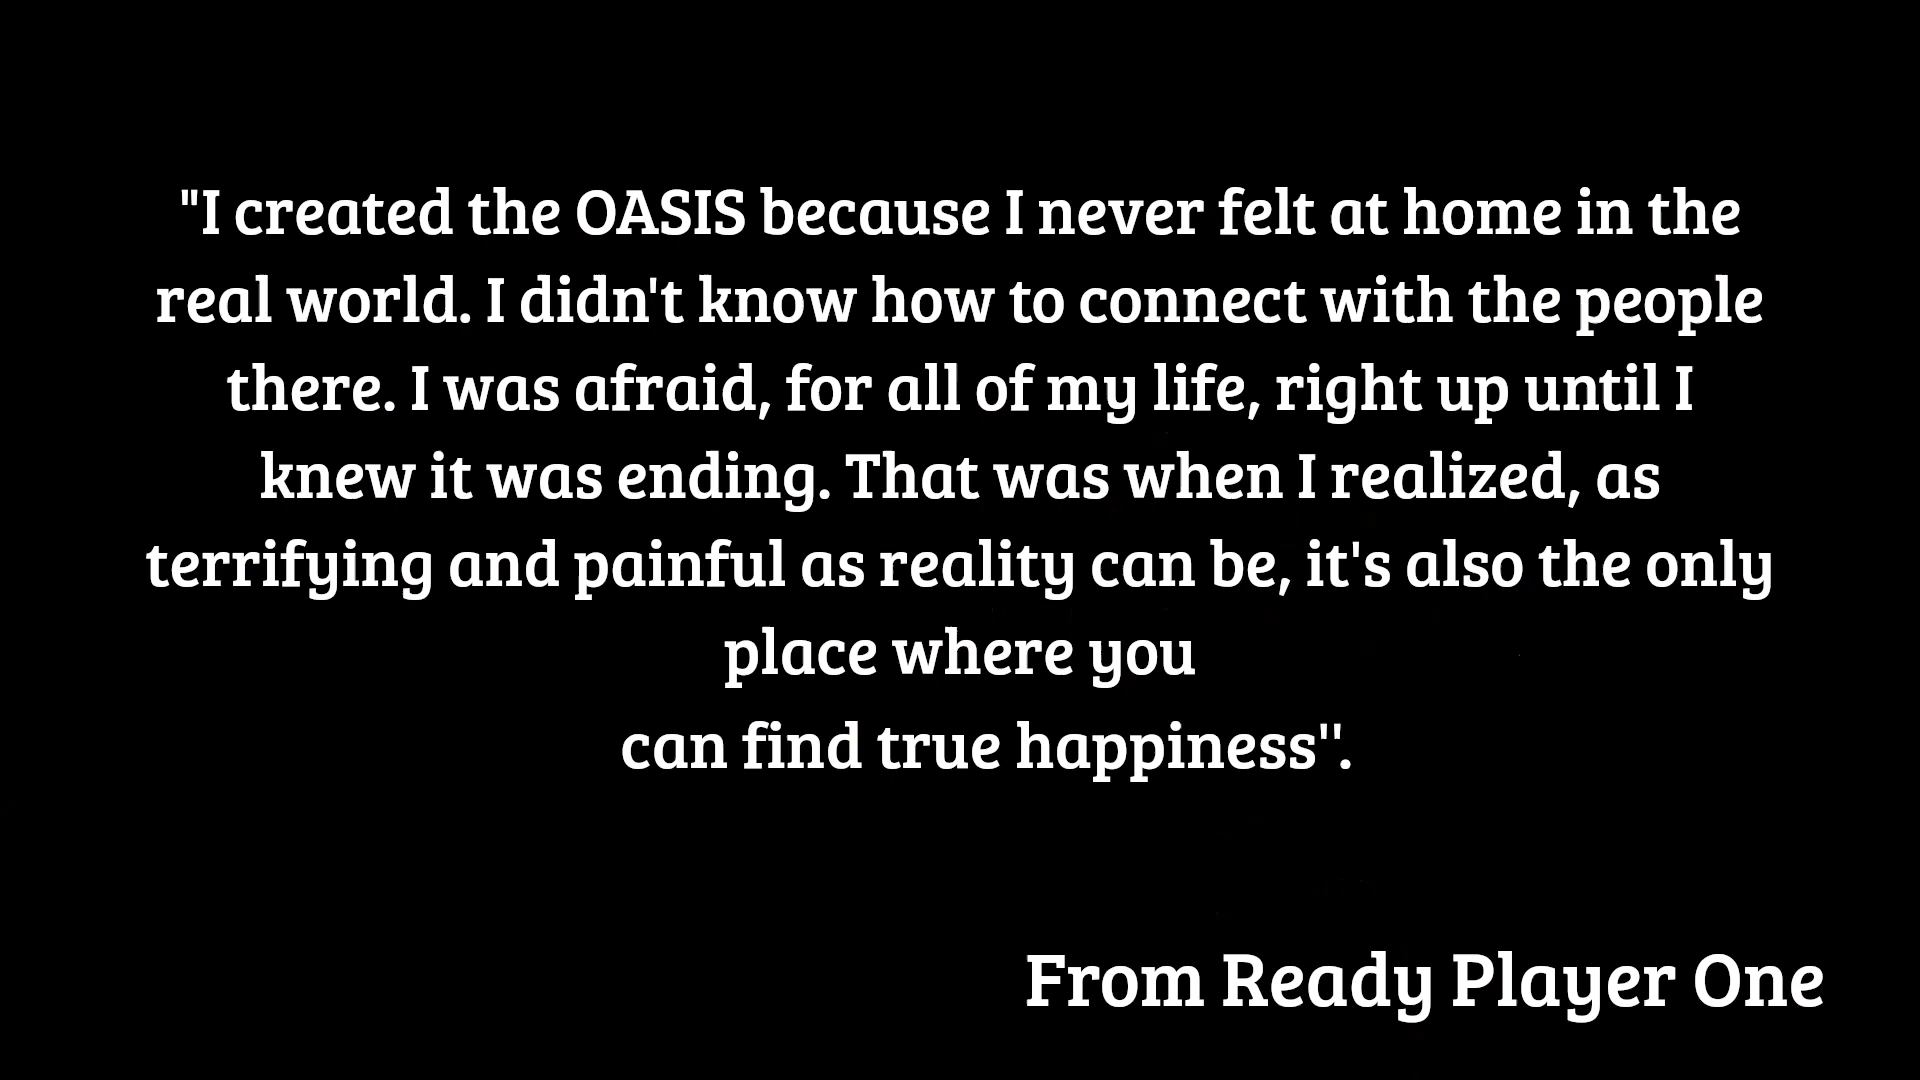 "I created the OASIS because I never felt at home in the
real world. I didn't know how to connect with the people
there. I was afraid, for all of my life, right up until I
knew it was ending. That was when I realized, as
terrifying and painful as reality can be, it's also the only
place where you
can find true happiness".
From Ready Player One